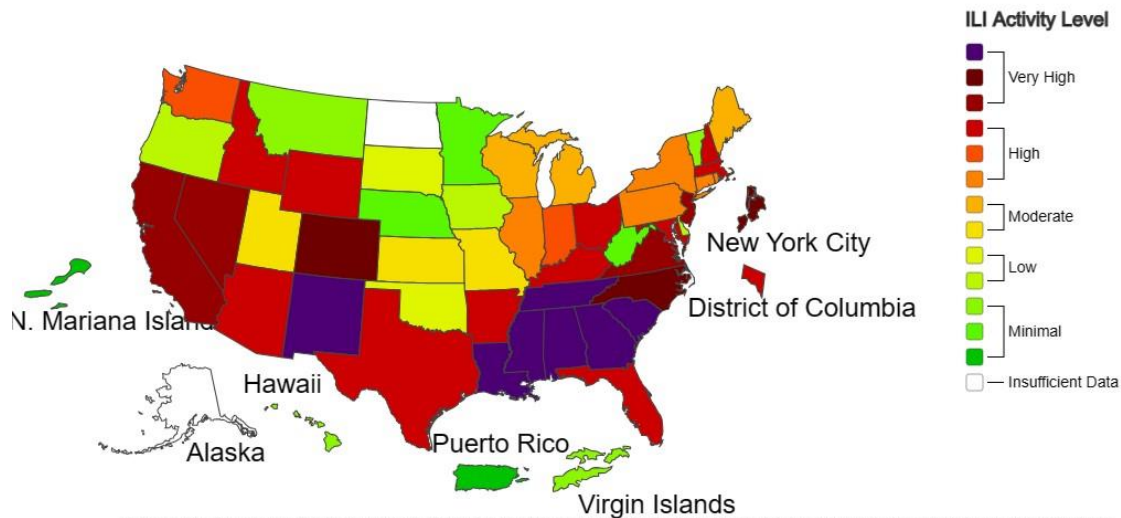 ILI Activity Level
Very High
High
Moderate
Low
Minimal
Insufficient Data
New York City
District of Columbia
N. Mariana Island
Hawaii
Alaska
Puerto Rico
Virgin Islands